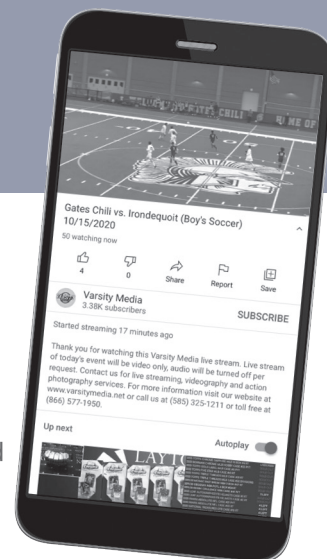 GATES CHILI
Gates Chili vs. Irondequoit (Boy's Soccer)
10/15/2020
50 watching now
4
0
Share
Report
Save
Varsity Media
3.38K subscribers
SUBSCRIBE
Started streaming 17 minutes ago
Thank you for watching this Varsity Media live stream. Live stream
of today's event will be video only, audio will be turned off per
request. Contact us for live streaming, videography and action
photography services. For more information visit our website at
www.varsitymedia.net or call us at (585) 325-1211 or toll free at
(866) 577-1950.
Up next
Autoplay